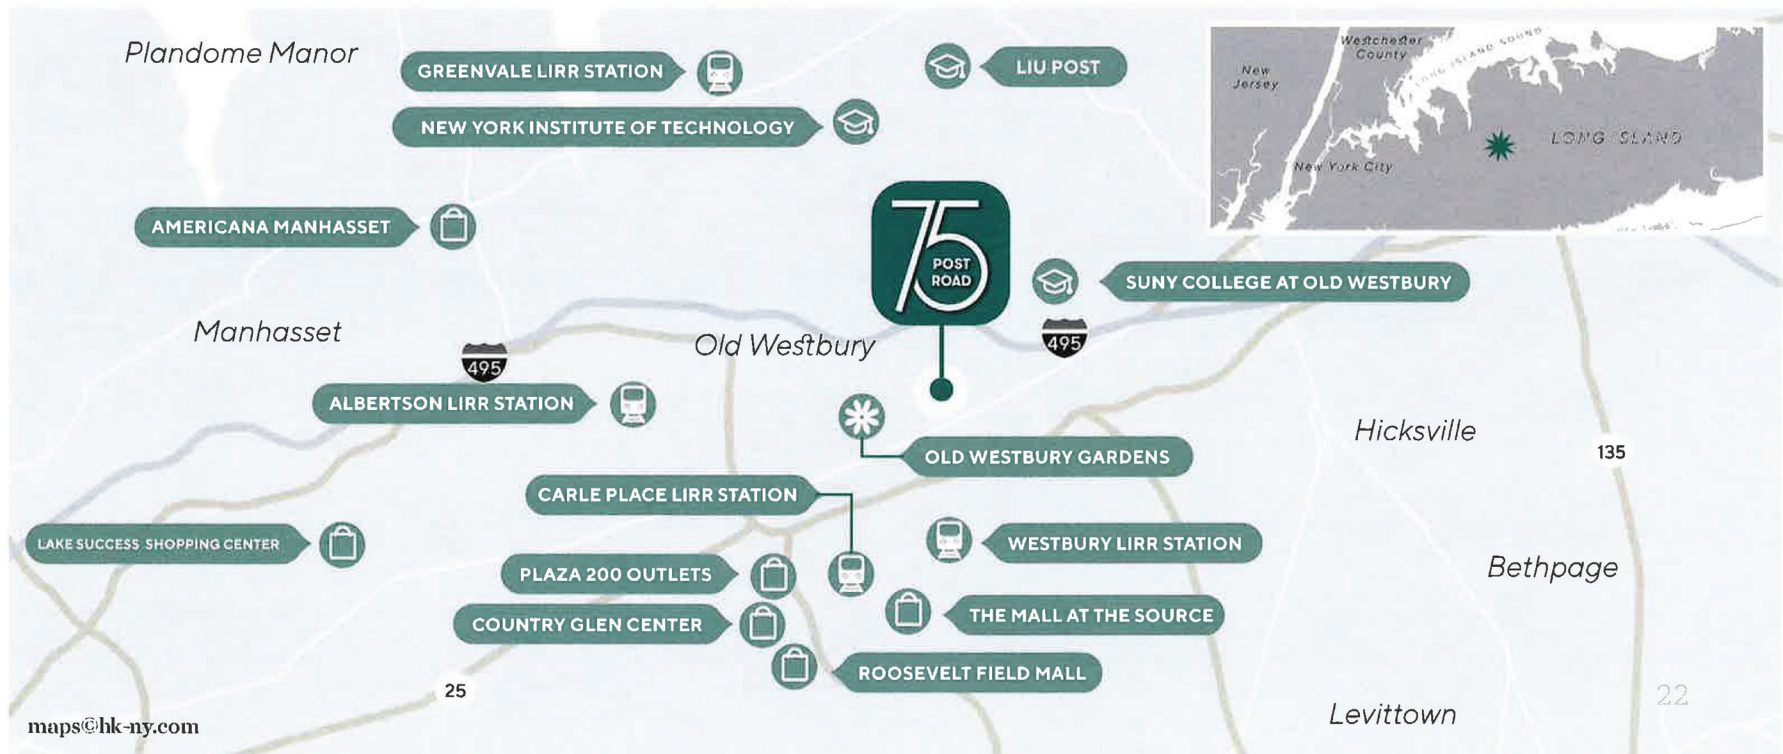 Plandome Manor
GREENVALE LIRR STATION
LIU POST
NEW YORK INSTITUTE OF TECHNOLOGY
Westchester
County
LONG ISLAND SOUND
New
Jersey
LONG ISLAND
New York City
AMERICANA MANHASSET
75
POST
ROAD
SUNY COLLEGE AT OLD WESTBURY
Manhasset
Old Westbury
495
495
ALBERTSON LIRR STATION
Hicksville
OLD WESTBURY GARDENS
135
CARLE PLACE LIRR STATION
LAKE SUCCESS SHOPPING CENTER
WESTBURY LIRR STATION
Bethpage
PLAZA 200 OUTLETS
THE MALL AT THE SOURCE
COUNTRY GLEN CENTER
ROOSEVELT FIELD MALL
25
22
Levittown
maps©hk-ny.com